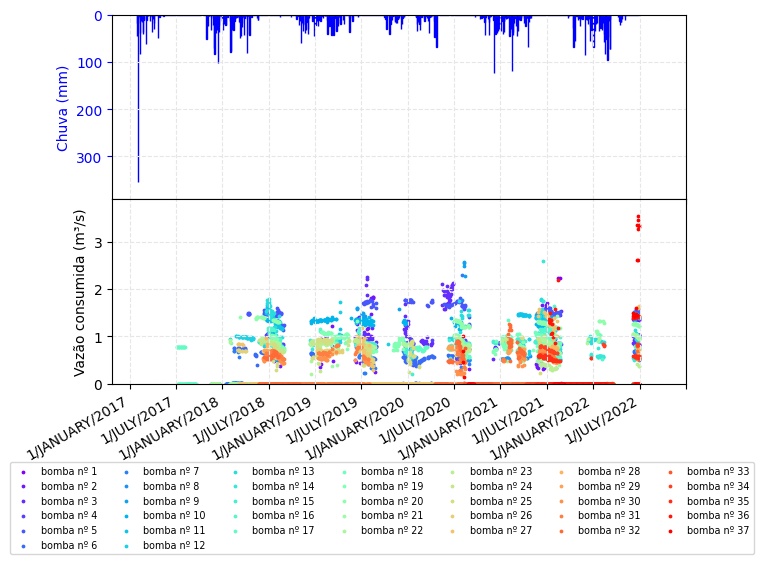 0
100
200
300
Chuva (mm)
3
2
1
0
Vazão consumida (m³/s)
1/JANUARY/2017
1/JULY/2017
1/JANUARY/2018
1/JULY/2018
1/JANUARY/2019
1/JULY/2019
1/JANUARY/2020
1/JULY/2020
1/JANUARY/2021
1/JULY/2021
1/JANUARY/2022
1/JULY/2022
bomba nº 1
bomba nº 2
bomba nº 3
bomba nº 4
bomba nº 5
bomba nº 6
bomba nº 7
bomba nº 8
bomba nº 9
bomba nº 10
bomba nº 11
bomba nº 12
bomba nº 13
bomba nº 14
bomba nº 15
bomba nº 16
bomba nº 17
bomba nº 18
bomba nº 19
bomba nº 20
bomba nº 21
bomba nº 22
bomba nº 23
bomba nº 24
bomba nº 25
bomba nº 26
bomba nº 27
bomba nº 28
bomba nº 29
bomba nº 30
bomba nº 31
bomba nº 32
bomba nº 33
bomba nº 34
bomba nº 35
bomba nº 36
bomba nº 37